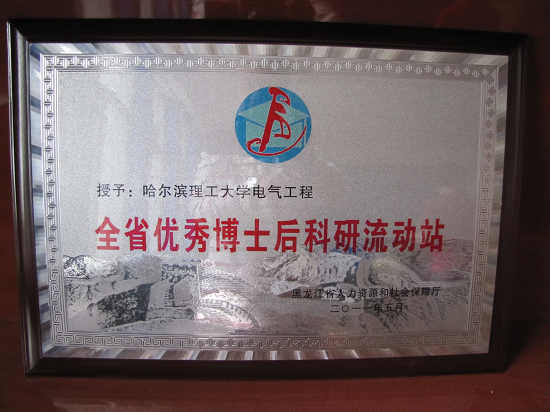 授予：哈尔滨理工大学电气工程
全省优秀博士后科研流动站
黑龙江省人力资源和社会保障厅
二〇一一年五月